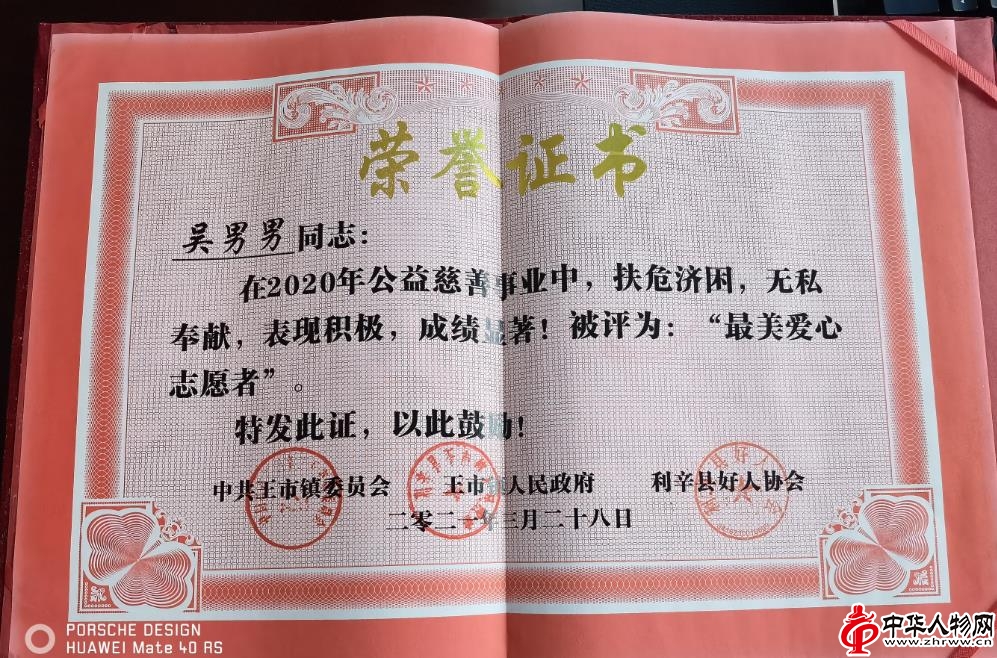 荣誉证书
吴男男同志：
在2020年公益慈善事业中，扶危济困，无私
奉献，表现积极，成绩显著！被评为：“最美爱心
志愿者”。
特发此证，以此鼓励！
中共王市镇委员会 王市镇人民政府 利辛县好人协会
二零二一年三月二十八日
PORSCHE DESIGN
HUAWEI Mate 40 RS
中华人物网
www.zhrww.cn